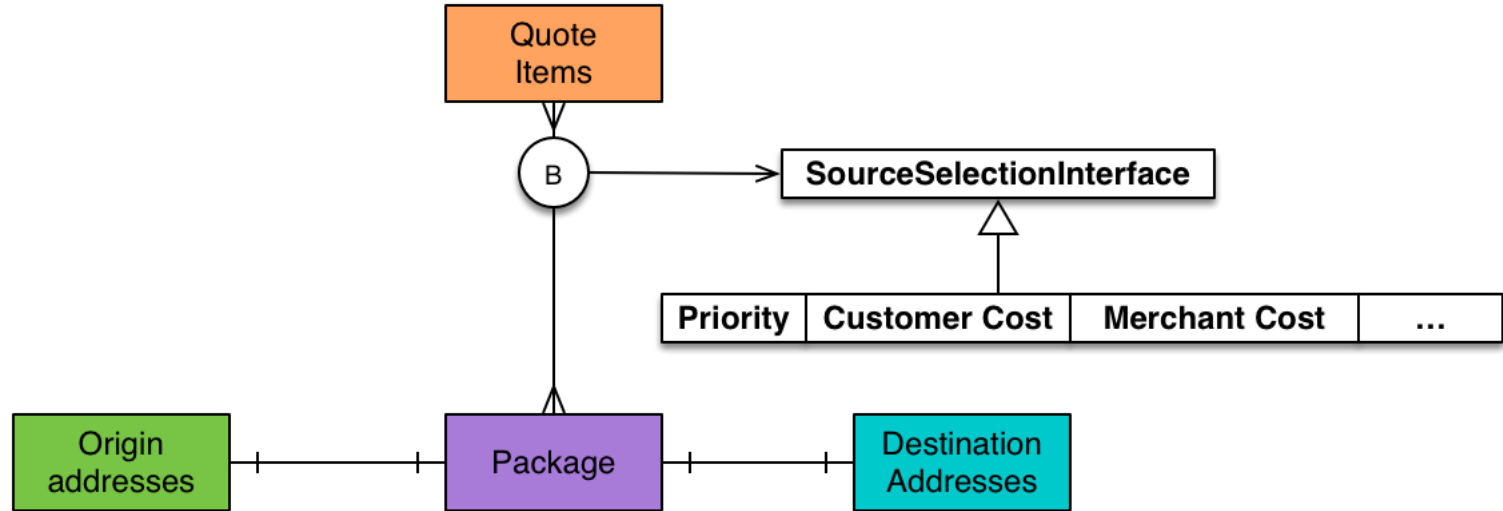 Quote
Items
B
SourceSelectionInterface
Priority
Customer Cost
Merchant Cost
...
Origin
addresses
Package
Destination
Addresses